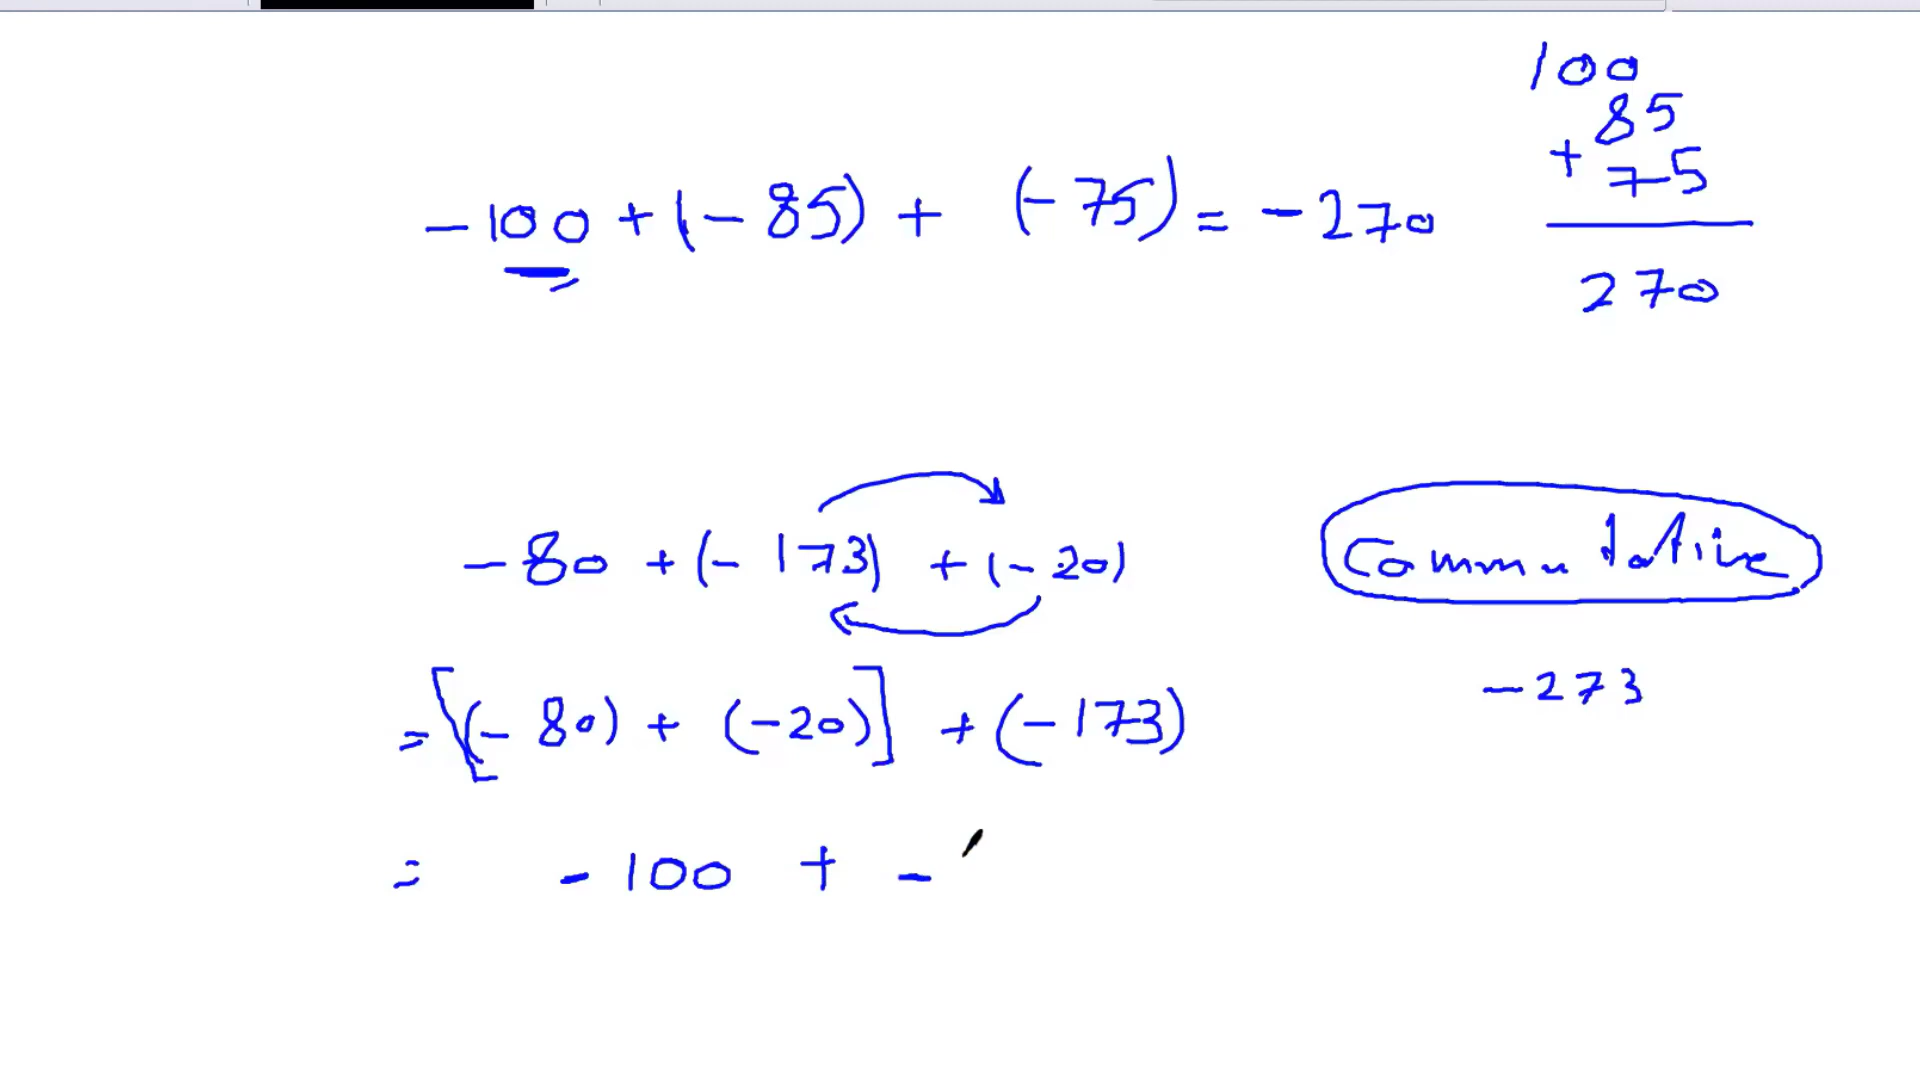 100
85
+ 75
-100 + (-85) + (-75) = -270
270
-80 + (-173) + (-20)
Commutative
= [(-80) + (-20)] + (-173)
-273
= -100 + -